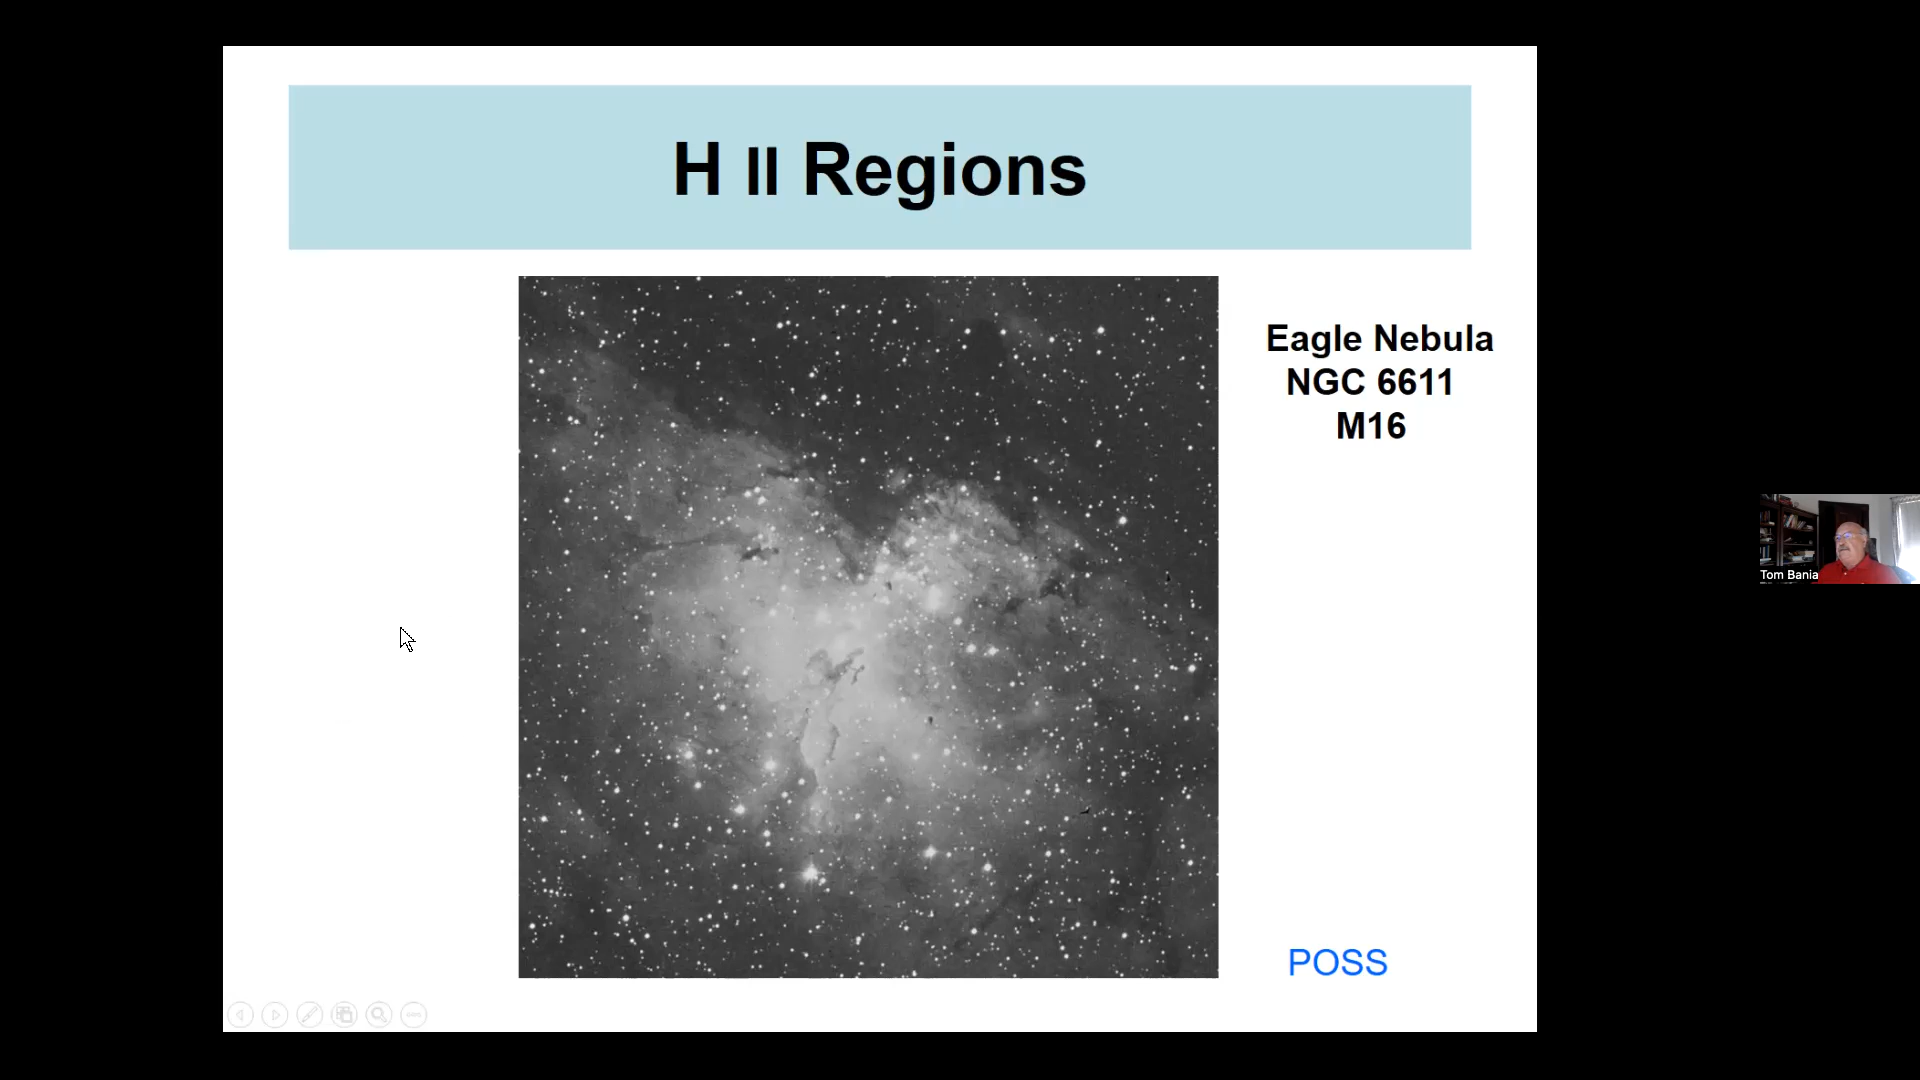 H II Regions
Eagle Nebula
NGC 6611
M16
Tom Bania
POSS